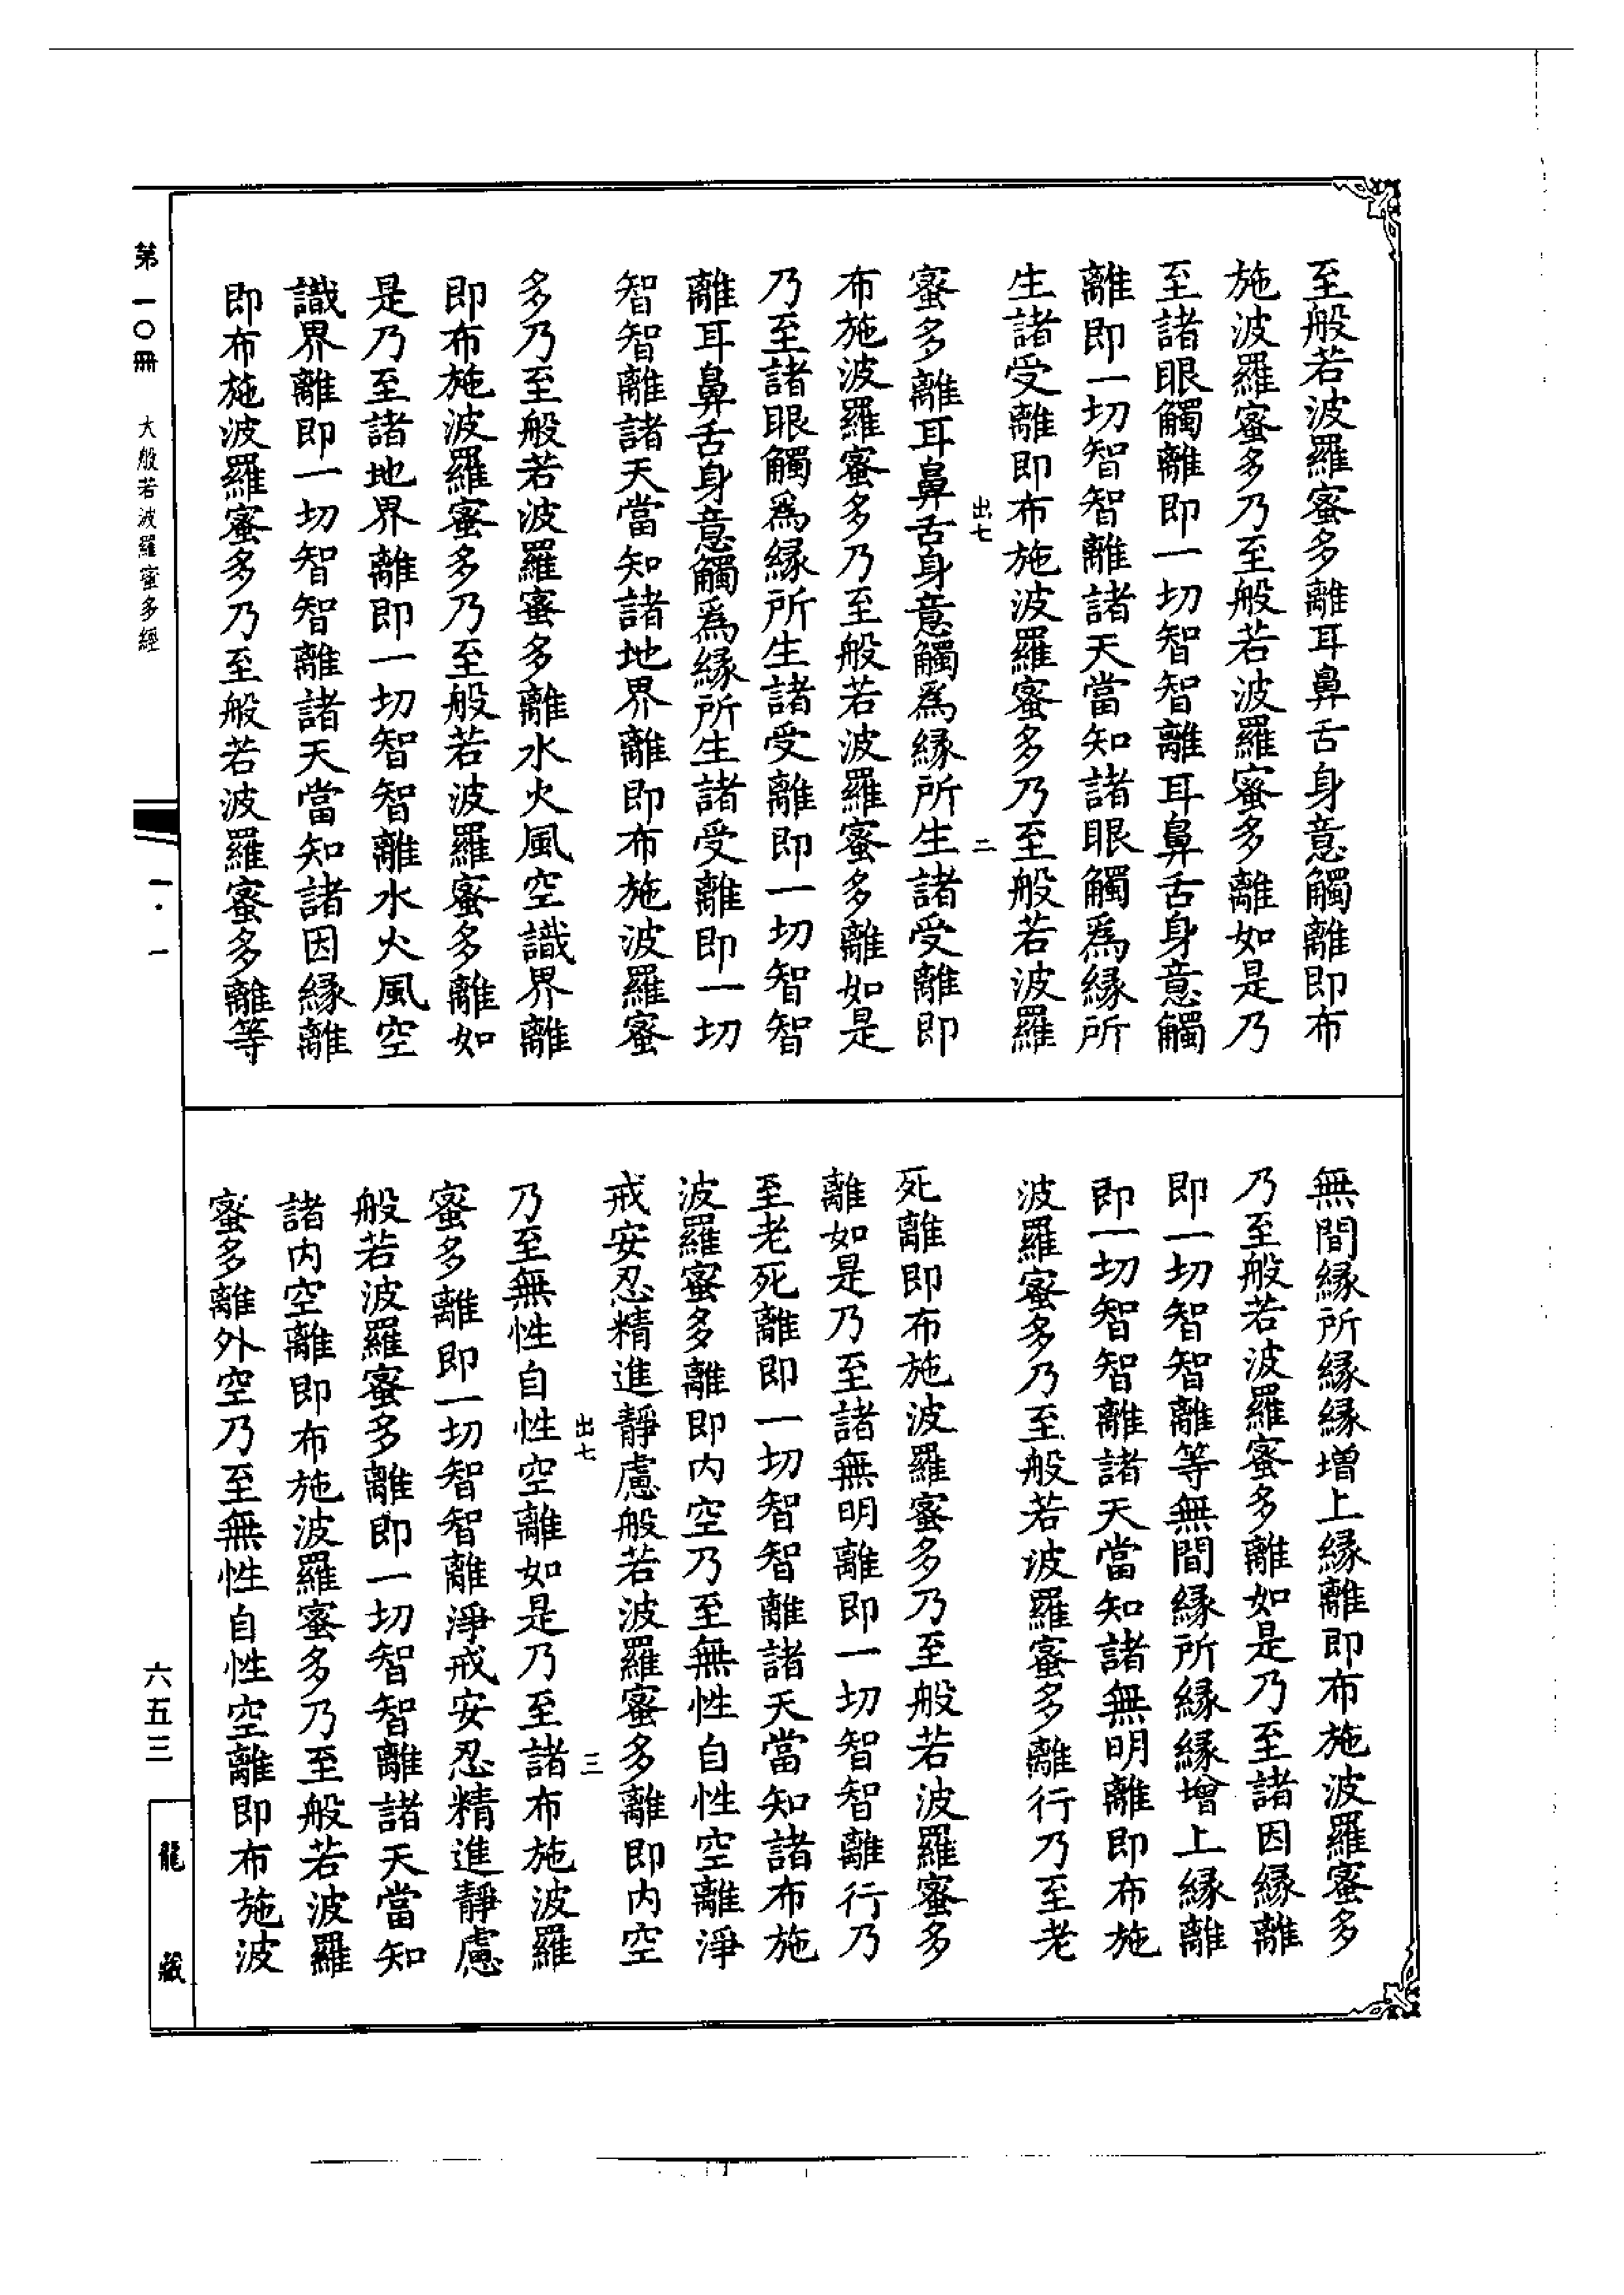 至般若波羅蜜多離耳鼻舌身意觸離即布
施波羅蜜多乃至般若波羅蜜多離如是乃
至諸眼觸離即一切智智離耳鼻舌身意觸
離即一切智智離諸天當知諸眼觸爲緣所
生諸受離即布施波羅蜜多乃至般若波羅
出七 二
蜜多離耳鼻舌身意觸爲緣所生諸受離即
布施波羅蜜多乃至般若波羅蜜多離如是
乃至諸眼觸爲緣所生諸受離即一切智智
離耳鼻舌身意觸爲緣所生諸受離即一切
智智離諸天當知諸地界離即布施波羅蜜
多乃至般若波羅蜜多離水火風空識界離
即布施波羅蜜多乃至般若波羅蜜多離如
是乃至諸地界離即一切智智離水火風空
識界離即一切智智離諸天當知諸因緣離
即布施波羅蜜多乃至般若波羅蜜多離等
無間緣所緣緣增上緣離即布施波羅蜜多
乃至般若波羅蜜多離如是乃至諸因緣離
即一切智智離等無間緣所緣緣增上緣離
即一切智智離諸天當知諸無明離即布施
波羅蜜多乃至般若波羅蜜多離行乃至老
死離即布施波羅蜜多乃至般若波羅蜜多
離如是乃至諸無明離即一切智智離行乃
至老死離即一切智智離諸天當知諸布施
波羅蜜多離即内空乃至無性自性空離淨
戒安忍精進靜慮般若波羅蜜多離即内空
出七 三
乃至無性自性空離如是乃至諸布施波羅
蜜多離即一切智智離淨戒安忍精進靜慮
般若波羅蜜多離即一切智智離諸天當知
諸内空離即布施波羅蜜多乃至般若波羅
蜜多離外空乃至無性自性空離即布施波
第一〇冊 大般若波羅蜜多經
一·一
六五三
龍藏